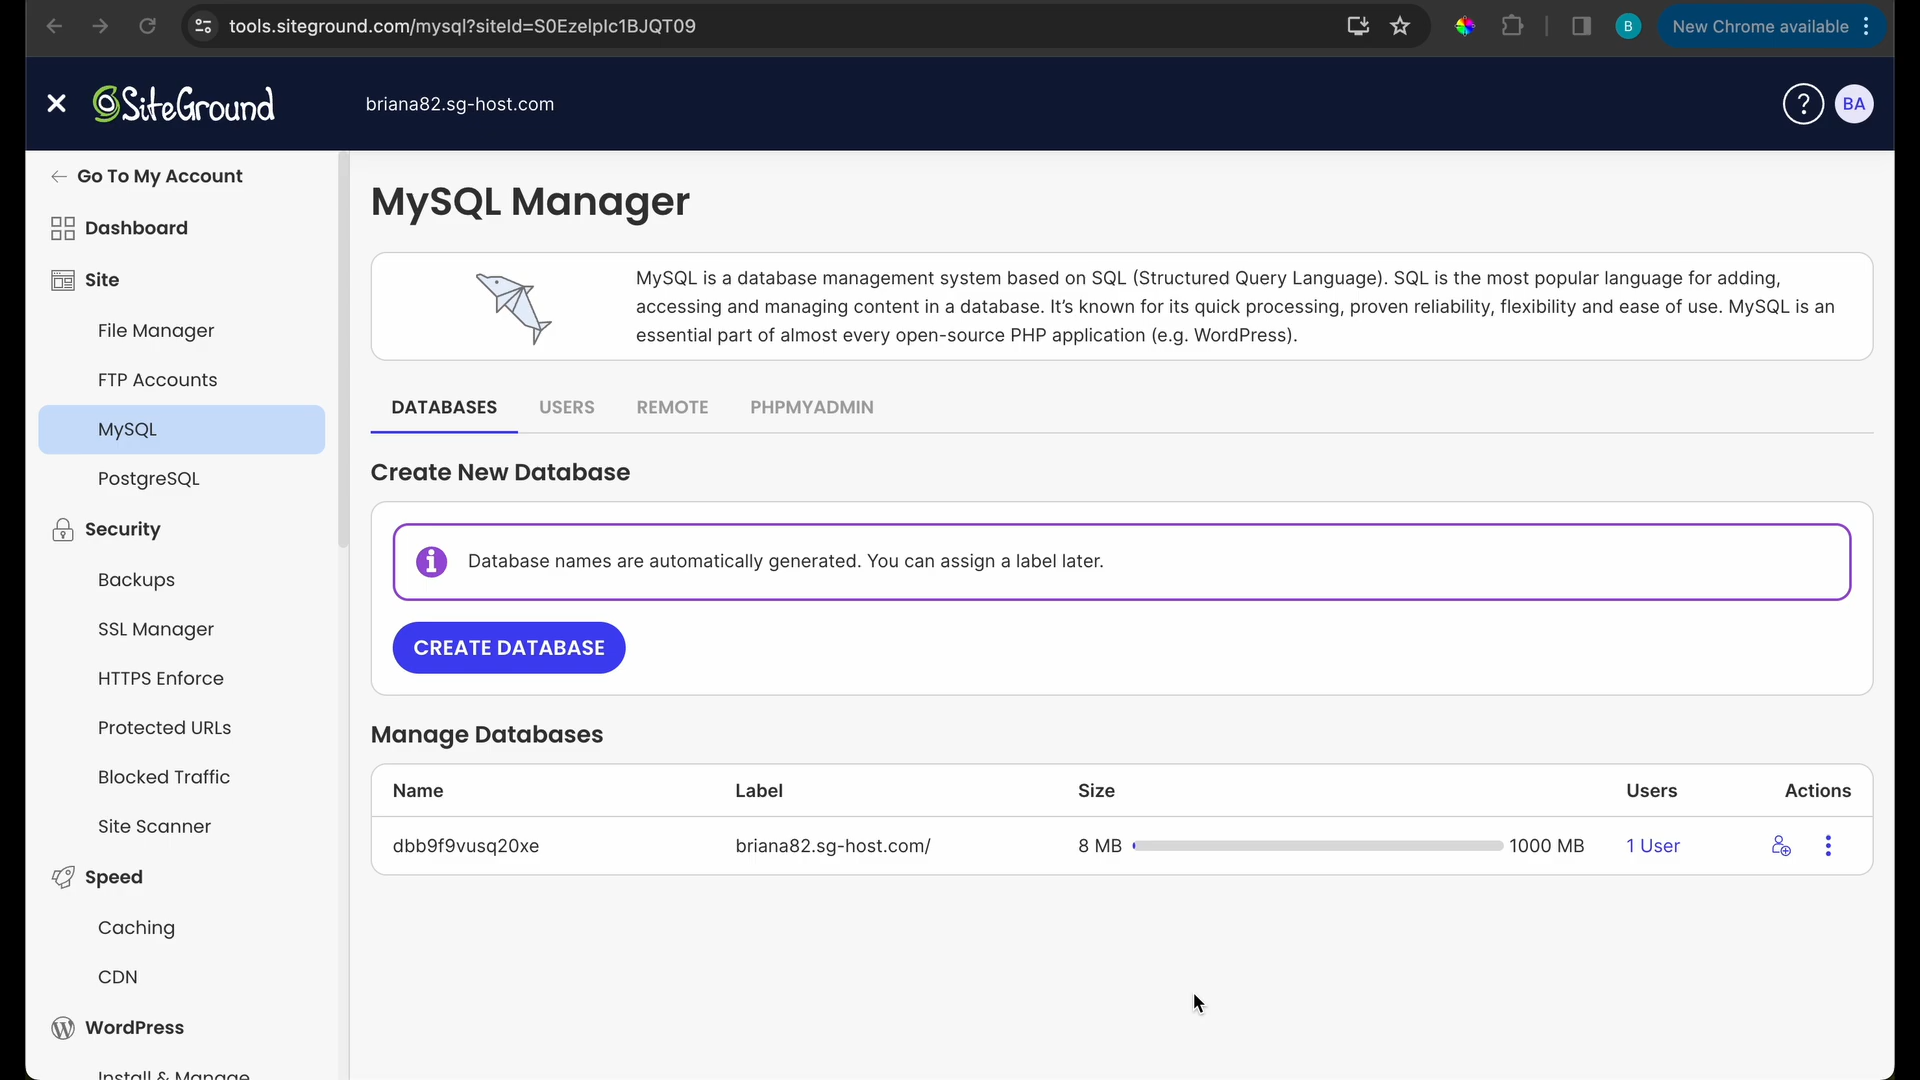 tools.siteground.com/mysql?siteId=S0EzelpIc1BJQT09
B
New Chrome available
SiteGround
briana82.sg-host.com
?
BA
Go To My Account
Dashboard
Site
File Manager
FTP Accounts
MySQL
PostgreSQL
Security
Backups
SSL Manager
HTTPS Enforce
Protected URLs
Blocked Traffic
Site Scanner
Speed
Caching
CDN
WordPress
Install & Manage
MySQL Manager
MySQL is a database management system based on SQL (Structured Query Language). SQL is the most popular language for adding,
accessing and managing content in a database. It’s known for its quick processing, proven reliability, flexibility and ease of use. MySQL is an
essential part of almost every open-source PHP application (e.g. WordPress).
DATABASES USERS REMOTE PHPMYADMIN
Create New Database
Database names are automatically generated. You can assign a label later.
CREATE DATABASE
Manage Databases
Name Label Size Users Actions
dbb9f9vusq20xe briana82.sg-host.com/ 8 MB 1000 MB 1 User